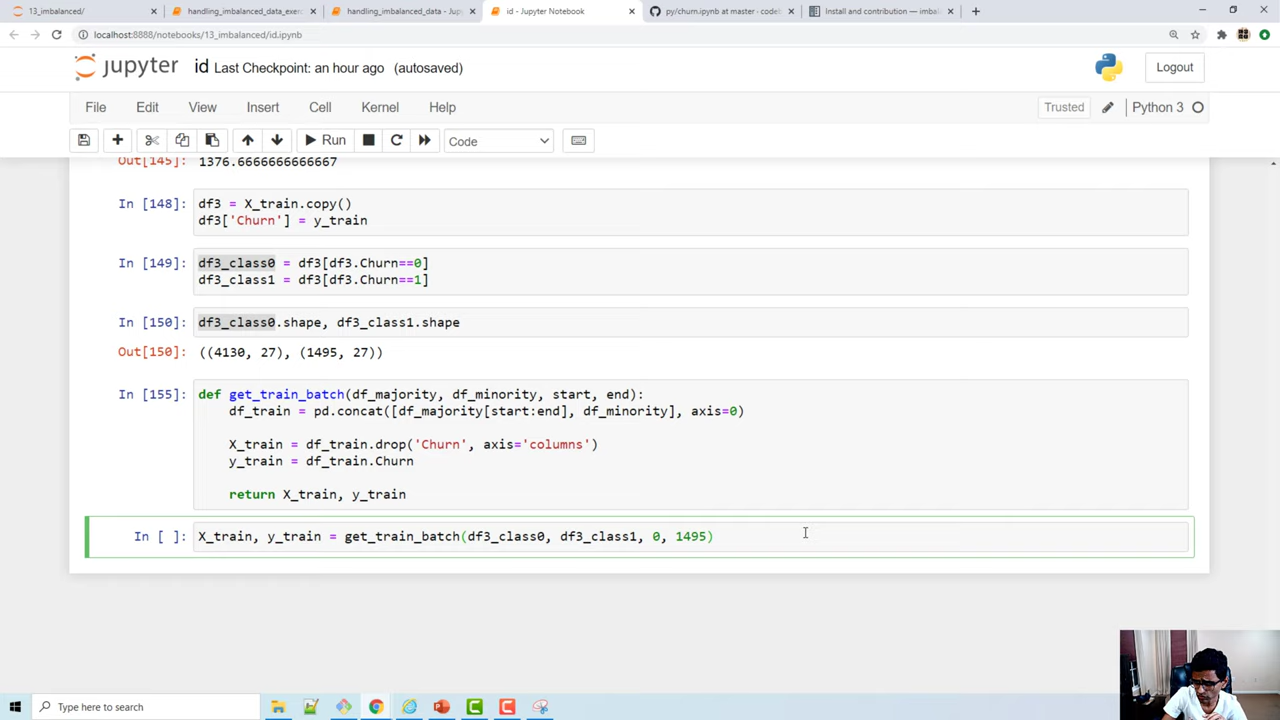 13_imbalanced/
handling_imbalanced_data_exerc
handling_imbalanced_data - Jupy
id - Jupyter Notebook
py/churn.ipynb at master · codeb
Install and contribution — imbal
localhost:8888/notebooks/13_imbalanced/id.ipynb
jupyter id Last Checkpoint: an hour ago (autosaved)
Logout
File Edit View Insert Cell Kernel Help
Trusted Python 3
Run Code
Out[145]: 1376.6666666666667
In [148]: df3 = X_train.copy()
df3['Churn'] = y_train
In [149]: df3_class0 = df3[df3.Churn==0]
df3_class1 = df3[df3.Churn==1]
In [150]: df3_class0.shape, df3_class1.shape
Out[150]: ((4130, 27), (1495, 27))
In [155]: def get_train_batch(df_majority, df_minority, start, end):
df_train = pd.concat([df_majority[start:end], df_minority], axis=0)
X_train = df_train.drop('Churn', axis='columns')
y_train = df_train.Churn
return X_train, y_train
In [ ]: X_train, y_train = get_train_batch(df3_class0, df3_class1, 0, 1495)
Type here to search